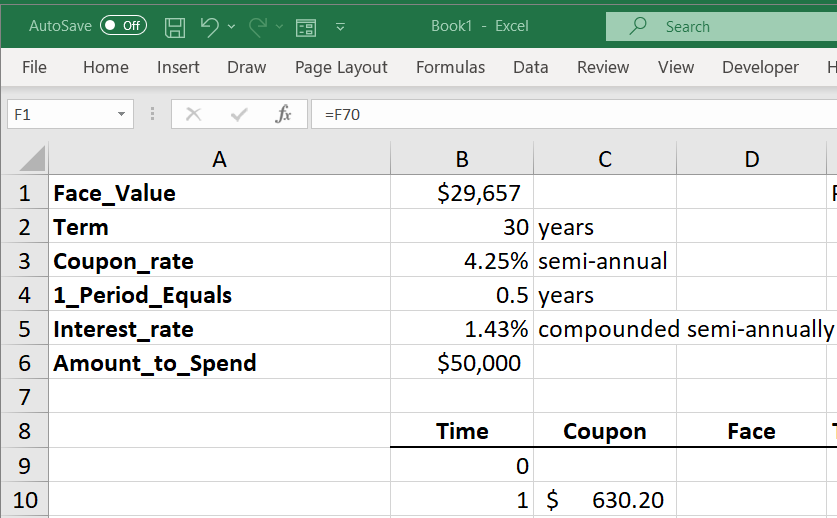 AutoSave Off Book1 - Excel Search
File Home Insert Draw Page Layout Formulas Data Review View Developer
F1 fx =F70
A B C D
1 Face_Value $29,657
2 Term 30 years
3 Coupon_rate 4.25% semi-annual
4 1_Period_Equals 0.5 years
5 Interest_rate 1.43% compounded semi-annually
6 Amount_to_Spend $50,000
7
8 Time Coupon Face
9 0
10 1 $ 630.20